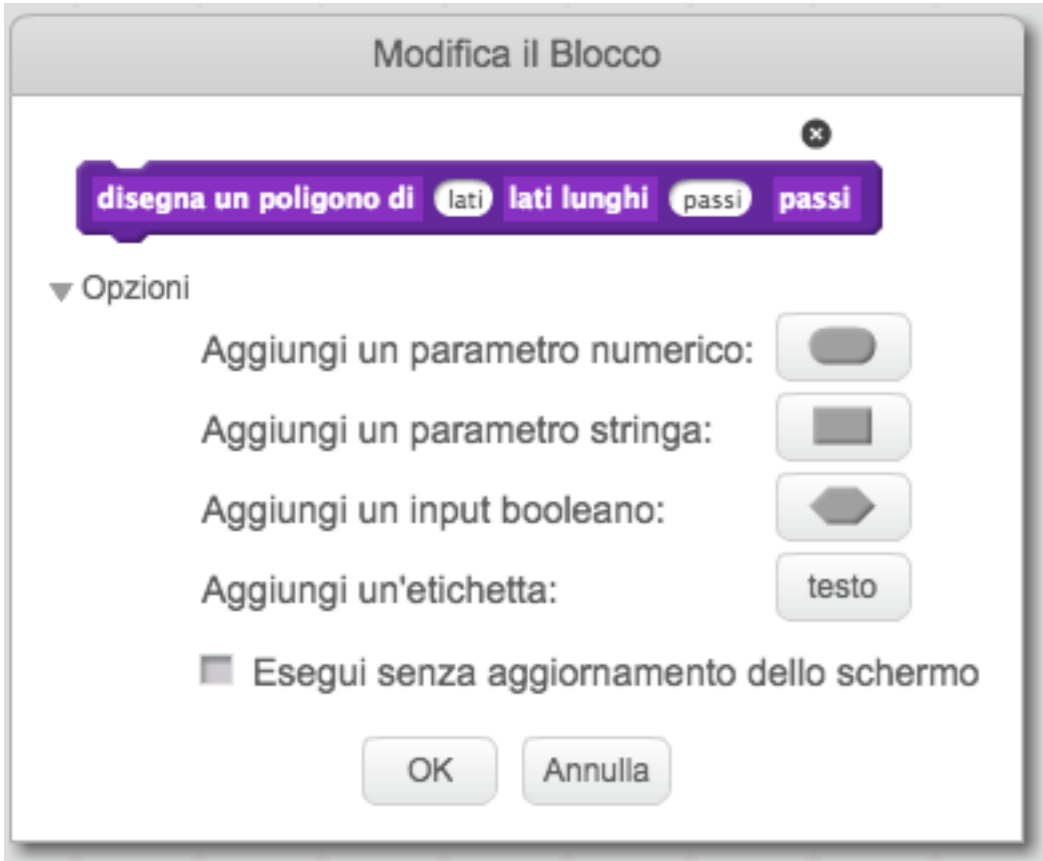 Modifica il Blocco
disegna un poligono di lati lati lunghi passi passi
Opzioni
Aggiungi un parametro numerico:
Aggiungi un parametro stringa:
Aggiungi un input booleano:
Aggiungi un'etichetta: testo
Esegui senza aggiornamento dello schermo
OK Annulla